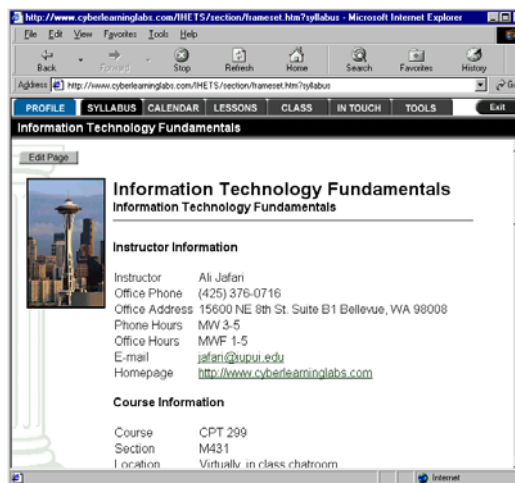 http://www.cyberlearninglabs.com/IHETS/section/frameset.htm?syllabus - Microsoft Internet Explorer
File Edit View Favorites Tools Help
Back Forward Stop Refresh Home Search Favorites History
Address http://www.cyberlearninglabs.com/IHETS/section/frameset.htm?syllabus
PROFILE SYLLABUS CALENDAR LESSONS CLASS IN TOUCH TOOLS Exit
Information Technology Fundamentals
Edit Page
Information Technology Fundamentals
Information Technology Fundamentals
Instructor Information
Instructor Ali Jafari
Office Phone (425) 376-0716
Office Address 15600 NE 8th St. Suite B1 Bellevue, WA 98008
Phone Hours MW 3-5
Office Hours MWF 1-5
E-mail jafari@iupui.edu
Homepage http://www.cyberlearninglabs.com
Course Information
Course CPT 299
Section M431
Location Virtually, in class chatroom
Internet